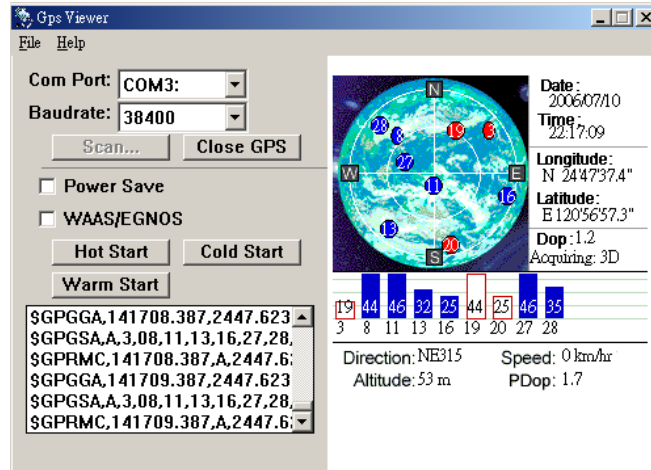 Gps Viewer
File Help
Com Port: COM3:
Baudrate: 38400
Scan... Close GPS
Power Save
WAAS/EGNOS
Hot Start Cold Start
Warm Start
$GPGGA,141708.387,2447.623
$GPGSA,A,3,08,11,13,16,27,28,
$GPRMC,141708.387,A,2447.6
$GPGGA,141709.387,2447.623
$GPGSA,A,3,08,11,13,16,27,28,
$GPRMC,141709.387,A,2447.6
N
28 8 19 3
27
W E
11 16
13
20
S
Date:
2006/07/10
Time:
22:17:09
Longitude:
N 24'47'37.4"
Latitude:
E 120'56'57.3"
Dop:1.2
Acquiring: 3D
19 44 46 32 25 44 25 46 35
3 8 11 13 16 19 20 27 28
Direction: NE315 Speed: 0 km/hr
Altitude: 53 m PDop: 1.7